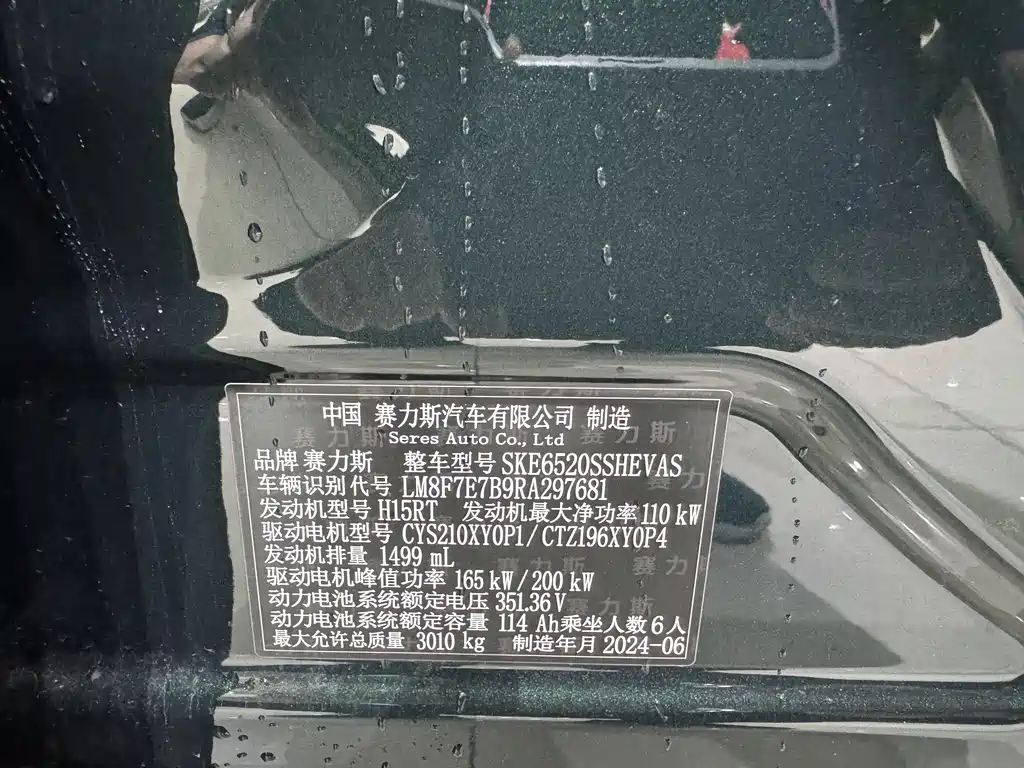 中国 赛力斯汽车有限公司 制造
Seres Auto Co., Ltd
品牌 赛力斯 整车型号 SKE6520SSHEVAS
车辆识别代号 LM8F7E7B9RA297681
发动机型号 H15RT 发动机最大净功率 110 kW
驱动电机型号 CYS210XY0P1/CTZ196XY0P4
发动机排量 1499 mL
驱动电机峰值功率 165 kW/200 kW
动力电池系统额定电压 351.36 V
动力电池系统额定容量 114 Ah 乘坐人数 6 人
最大允许总质量 3010 kg 制造年月 2024-06